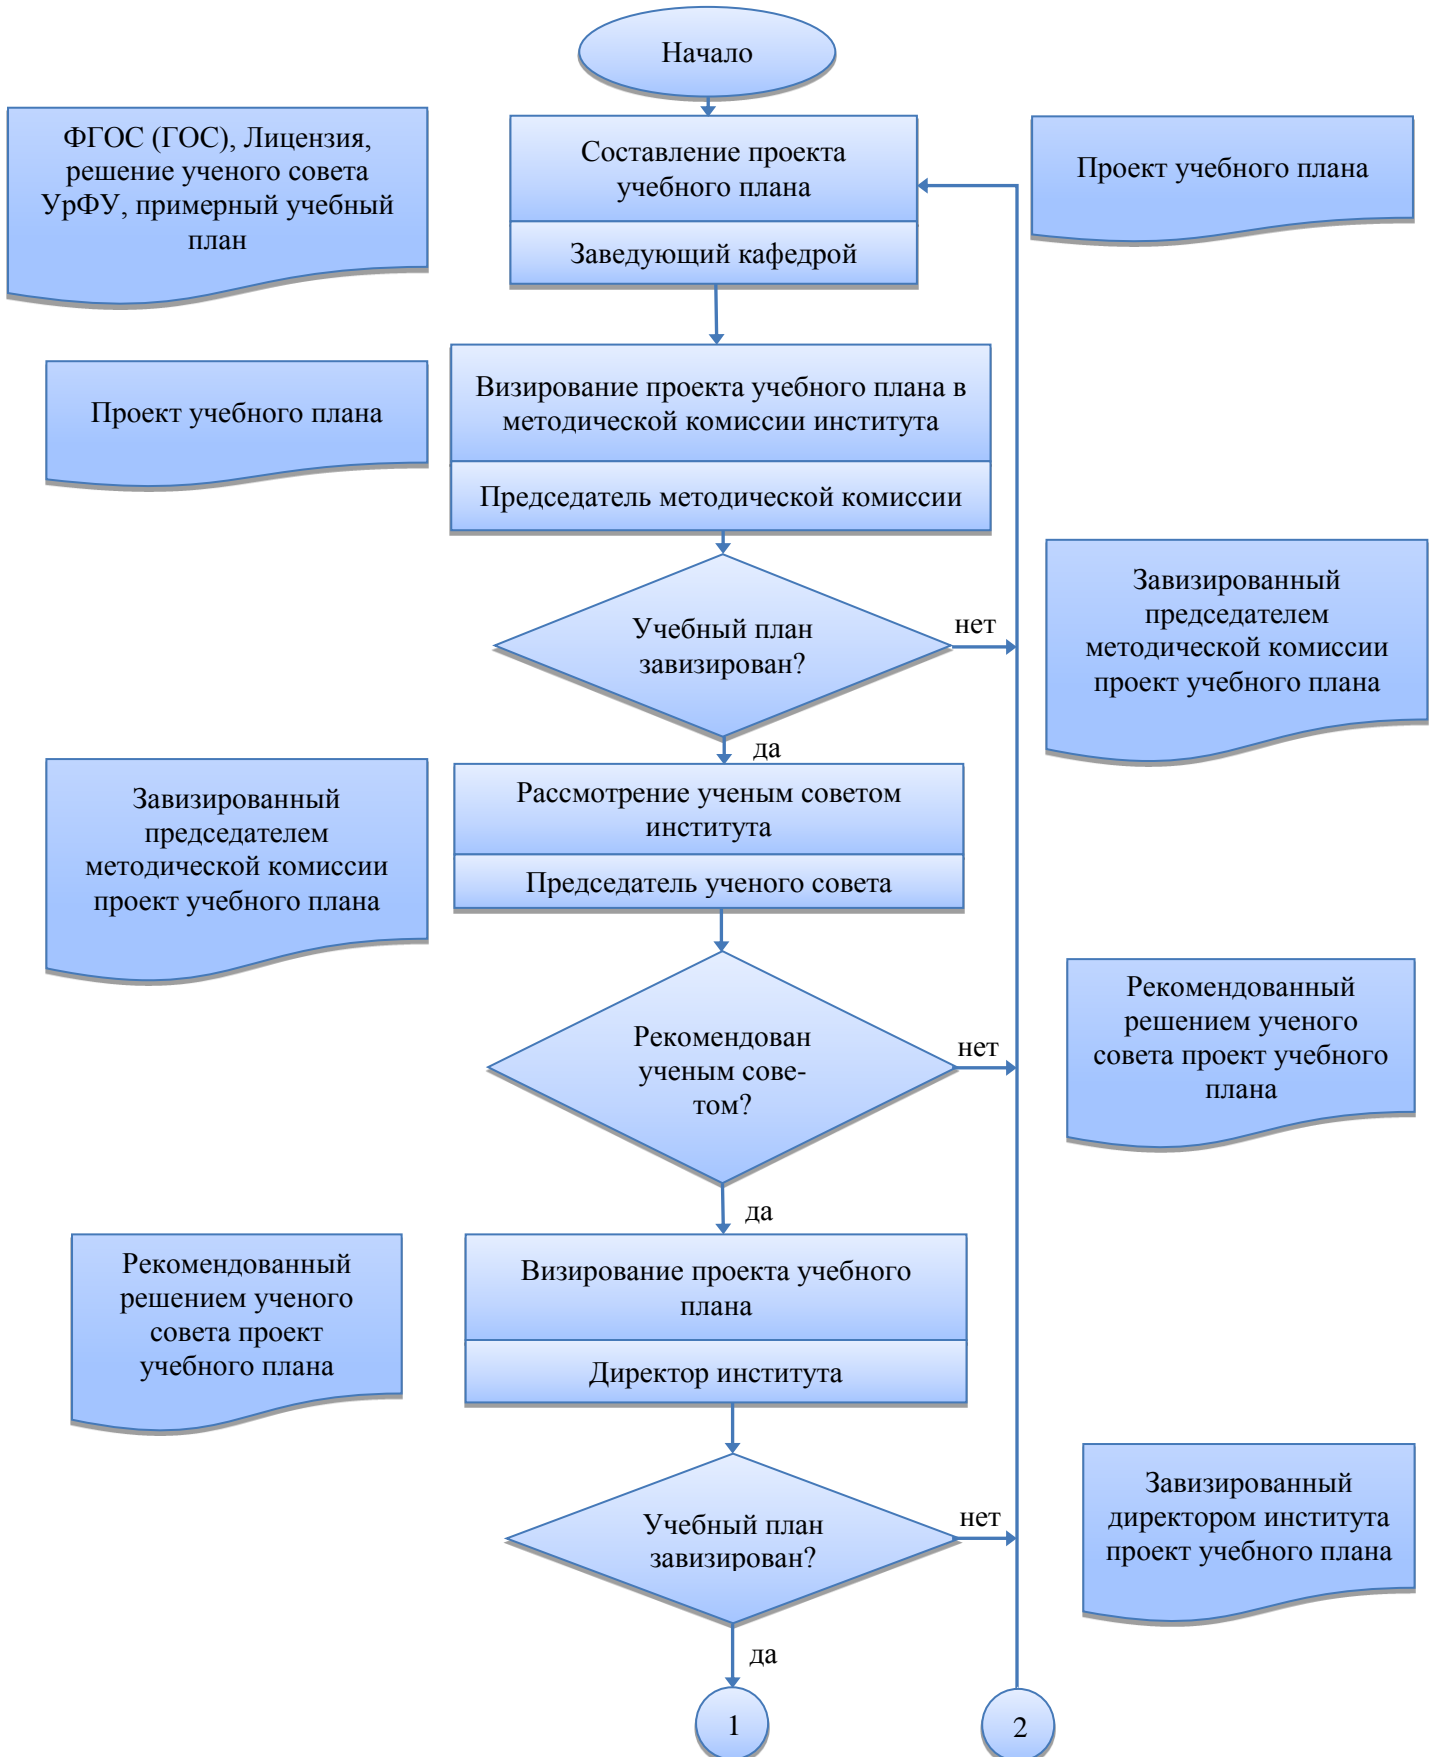 Начало
ФГОС (ГОС), Лицензия,
решение ученого совета
УрФУ, примерный учебный
план
Составление проекта
учебного плана
Заведующий кафедрой
Проект учебного плана
Проект учебного плана
Визирование проекта учебного плана в
методической комиссии института
Председатель методической комиссии
Учебный план
завизирован?
нет
да
Завизированный
председателем
методической комиссии
проект учебного плана
Завизированный
председателем
методической комиссии
проект учебного плана
Рассмотрение ученым советом
института
Председатель ученого совета
Рекомендован
ученым сове-
том?
нет
да
Рекомендованный
решением ученого
совета проект учебного
плана
Рекомендованный
решением ученого
совета проект
учебного плана
Визирование проекта учебного
плана
Директор института
Учебный план
завизирован?
нет
да
Завизированный
директором института
проект учебного плана
1
2